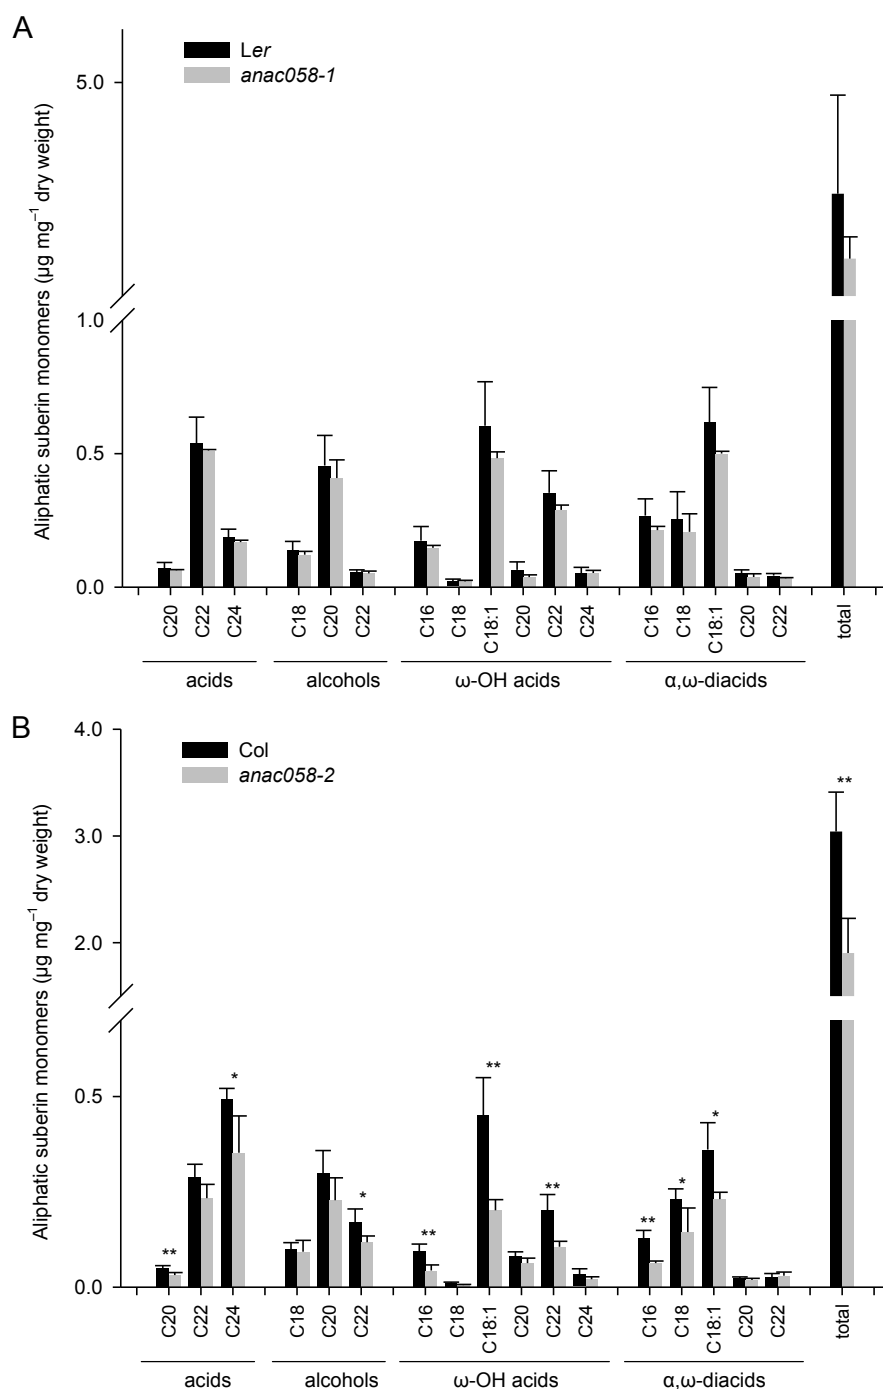 A
Ler
anac058-1
Aliphatic suberin monomers (µg mg⁻¹ dry weight)
5.0
1.0
0.5
0.0
C20 C22 C24 C18 C20 C22 C16 C18 C18:1 C20 C22 C24 C16 C18 C18:1 C20 C22 total
acids alcohols ω-OH acids α,ω-diacids
B
Col
anac058-2
Aliphatic suberin monomers (µg mg⁻¹ dry weight)
4.0
3.0
2.0
0.5
0.0
** * * ** ** ** ** * * **
C20 C22 C24 C18 C20 C22 C16 C18 C18:1 C20 C22 C24 C16 C18 C18:1 C20 C22 total
acids alcohols ω-OH acids α,ω-diacids